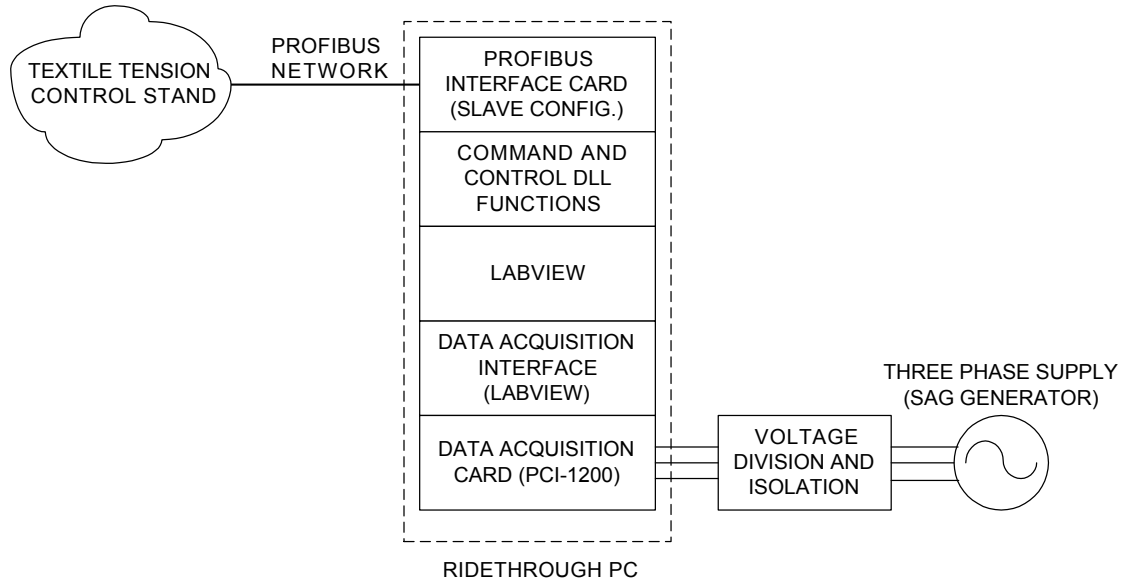 TEXTILE TENSION
CONTROL STAND
PROFIBUS
NETWORK
PROFIBUS
INTERFACE CARD
(SLAVE CONFIG.)
COMMAND AND
CONTROL DLL
FUNCTIONS
LABVIEW
DATA ACQUISITION
INTERFACE
(LABVIEW)
DATA ACQUISITION
CARD (PCI-1200)
VOLTAGE
DIVISION AND
ISOLATION
THREE PHASE SUPPLY
(SAG GENERATOR)
RIDETHROUGH PC